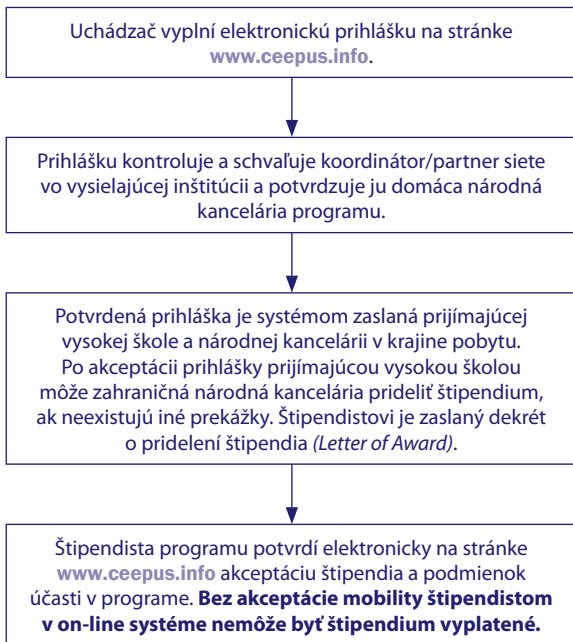 Uchádzač vyplní elektronickú prihlášku na stránke
www.ceepus.info.
Prihlášku kontroluje a schvaľuje koordinátor/partner siete
vo vysielajúcej inštitúcii a potvrdzuje ju domáca národná
kancelária programu.
Potvrdená prihláška je systémom zaslaná prijímajúcej
vysokej škole a národnej kancelárii v krajine pobytu.
Po akceptácii prihlášky prijímajúcou vysokou školou
môže zahraničná národná kancelária prideliť štipendium,
ak neexistujú iné prekážky. Štipendistovi je zaslaný dekrét
o pridelení štipendia (Letter of Award).
Štipendista programu potvrdí elektronicky na stránke
www.ceepus.info akceptáciu štipendia a podmienok
účasti v programe. Bez akceptácie mobility štipendistom
v on-line systéme nemôže byť štipendium vyplatené.